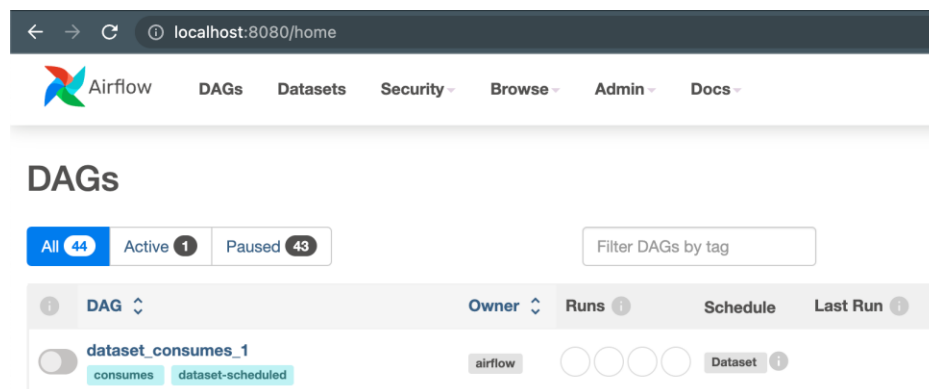 localhost:8080/home
Airflow DAGs Datasets Security Browse Admin Docs
DAGs
All 44 Active 1 Paused 43 Filter DAGs by tag
DAG Owner Runs Schedule Last Run
dataset_consumes_1
consumes dataset-scheduled airflow Dataset